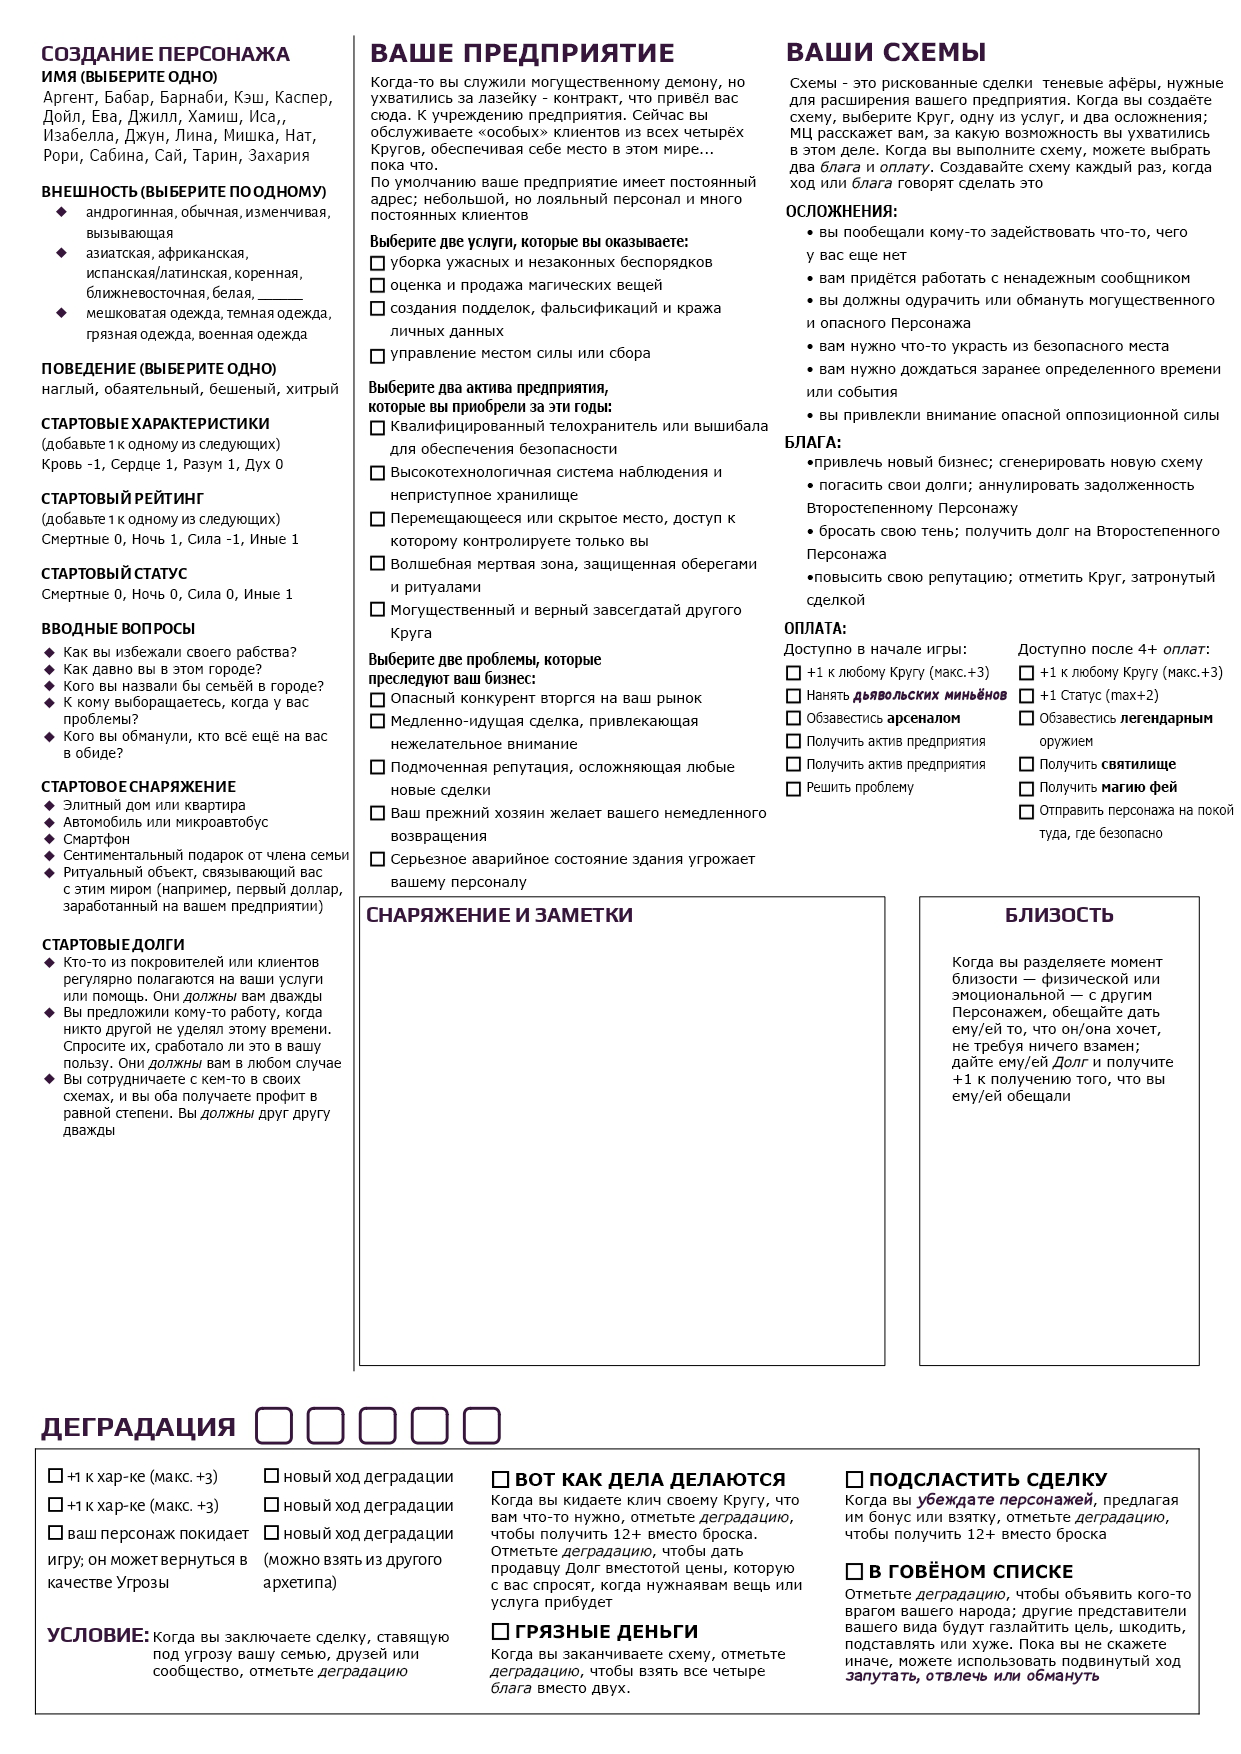 СОЗДАНИЕ ПЕРСОНАЖА
ИМЯ (ВЫБЕРИТЕ ОДНО)
Аргент, Бабар, Барнаби, Кэш, Каспер,
Дойл, Ева, Джилл, Хамиш, Иса,,
Изабелла, Джун, Лина, Мишка, Нат,
Рори, Сабина, Сай, Тарин, Захария
ВНЕШНОСТЬ (ВЫБЕРИТЕ ПО ОДНОМУ)
◆ андрогинная, обычная, изменчивая,
вызывающая
◆ азиатская, африканская,
испанская/латинская, коренная,
ближневосточная, белая, ______
◆ мешковатая одежда, темная одежда,
грязная одежда, военная одежда
ПОВЕДЕНИЕ (ВЫБЕРИТЕ ОДНО)
наглый, обаятельный, бешеный, хитрый
СТАРТОВЫЕ ХАРАКТЕРИСТИКИ
(добавьте 1 к одному из следующих)
Кровь -1, Сердце 1, Разум 1, Дух 0
СТАРТОВЫЙ РЕЙТИНГ
(добавьте 1 к одному из следующих)
Смертные 0, Ночь 1, Сила -1, Иные 1
СТАРТОВЫЙ СТАТУС
Смертные 0, Ночь 0, Сила 0, Иные 1
ВВОДНЫЕ ВОПРОСЫ
◆ Как вы избежали своего рабства?
◆ Как давно вы в этом городе?
◆ Кого вы назвали бы семьёй в городе?
◆ К кому выборащаетесь, когда у вас
проблемы?
◆ Кого вы обманули, кто всё ещё на вас
в обиде?
СТАРТОВОЕ СНАРЯЖЕНИЕ
◆ Элитный дом или квартира
◆ Автомобиль или микроавтобус
◆ Смартфон
◆ Сентиментальный подарок от члена семьи
◆ Ритуальный объект, связывающий вас
с этим миром (например, первый доллар,
заработанный на вашем предприятии)
СТАРТОВЫЕ ДОЛГИ
◆ Кто-то из покровителей или клиентов
регулярно полагаются на ваши услуги
или помощь. Они должны вам дважды
◆ Вы предложили кому-то работу, когда
никто другой не уделял этому времени.
Спросите их, сработало ли это в вашу
пользу. Они должны вам в любом случае
◆ Вы сотрудничаете с кем-то в своих
схемах, и вы оба получаете профит в
равной степени. Вы должны друг другу
дважды
ВАШЕ ПРЕДПРИЯТИЕ
Когда-то вы служили могущественному демону, но
ухватились за лазейку - контракт, что привёл вас
сюда. К учреждению предприятия. Сейчас вы
обслуживаете «особых» клиентов из всех четырёх
Кругов, обеспечивая себе место в этом мире...
пока что.
По умолчанию ваше предприятие имеет постоянный
адрес; небольшой, но лояльный персонал и много
постоянных клиентов
Выберите две услуги, которые вы оказываете:
уборка ужасных и незаконных беспорядков
оценка и продажа магических вещей
создания подделок, фальсификаций и кража
личных данных
управление местом силы или сбора
Выберите два актива предприятия,
которые вы приобрели за эти годы:
Квалифицированный телохранитель или вышибала
для обеспечения безопасности
Высокотехнологичная система наблюдения и
неприступное хранилище
Перемещающееся или скрытое место, доступ к
которому контролируете только вы
Волшебная мертвая зона, защищенная оберегами
и ритуалами
Могущественный и верный завсегдатай другого
Круга
Выберите две проблемы, которые
преследуют ваш бизнес:
Опасный конкурент вторгся на ваш рынок
Медленно-идущая сделка, привлекающая
нежелательное внимание
Подмоченная репутация, осложняющая любые
новые сделки
Ваш прежний хозяин желает вашего немедленного
возвращения
Серьезное аварийное состояние здания угрожает
вашему персоналу
ВАШИ СХЕМЫ
Схемы - это рискованные сделки теневые афёры, нужные
для расширения вашего предприятия. Когда вы создаёте
схему, выберите Круг, одну из услуг, и два осложнения;
МЦ расскажет вам, за какую возможность вы ухватились
в этом деле. Когда вы выполните схему, можете выбрать
два блага и оплату. Создавайте схему каждый раз, когда
ход или блага говорят сделать это
ОСЛОЖНЕНИЯ:
• вы пообещали кому-то задействовать что-то, чего
у вас еще нет
• вам придётся работать с ненадежным сообщником
• вы должны одурачить или обмануть могущественного
и опасного Персонажа
• вам нужно что-то украсть из безопасного места
• вам нужно дождаться заранее определенного времени
или события
• вы привлекли внимание опасной оппозиционной силы
БЛАГА:
•привлечь новый бизнес; сгенерировать новую схему
• погасить свои долги; аннулировать задолженность
Второстепенному Персонажу
• бросать свою тень; получить долг на Второстепенного
Персонажа
•повысить свою репутацию; отметить Круг, затронутый
сделкой
ОПЛАТА:
Доступно в начале игры:
+1 к любому Кругу (макс.+3)
Нанять дьявольских миньёнов
Обзавестись арсеналом
Получить актив предприятия
Получить актив предприятия
Решить проблему
Доступно после 4+ оплат:
+1 к любому Кругу (макс.+3)
+1 Статус (max+2)
Обзавестись легендарным
оружием
Получить святилище
Получить магию фей
Отправить персонажа на покой
туда, где безопасно
СНАРЯЖЕНИЕ И ЗАМЕТКИ
БЛИЗОСТЬ
Когда вы разделяете момент
близости — физической или
эмоциональной — с другим
Персонажем, обещайте дать
ему/ей то, что он/она хочет,
не требуя ничего взамен;
дайте ему/ей Долг и получите
+1 к получению того, что вы
ему/ей обещали
ДЕГРАДАЦИЯ
+1 к хар-ке (макс. +3)
+1 к хар-ке (макс. +3)
ваш персонаж покидает
игру; он может вернуться в
качестве Угрозы
новый ход деградации
новый ход деградации
новый ход деградации
(можно взять из другого
архетипа)
УСЛОВИЕ: Когда вы заключаете сделку, ставящую
под угрозу вашу семью, друзей или
сообщество, отметьте деградацию
ВОТ КАК ДЕЛА ДЕЛАЮТСЯ
Когда вы кидаете клич своему Кругу, что
вам что-то нужно, отметьте деградацию,
чтобы получить 12+ вместо броска.
Отметьте деградацию, чтобы дать
продавцу Долг вместотой цены, которую
с вас спросят, когда нужнаявам вещь или
услуга прибудет
ГРЯЗНЫЕ ДЕНЬГИ
Когда вы заканчиваете схему, отметьте
деградацию, чтобы взять все четыре
блага вместо двух.
ПОДСЛАСТИТЬ СДЕЛКУ
Когда вы убеждате персонажей, предлагая
им бонус или взятку, отметьте деградацию,
чтобы получить 12+ вместо броска
В ГОВЁНОМ СПИСКЕ
Отметьте деградацию, чтобы объявить кого-то
врагом вашего народа; другие представители
вашего вида будут газлайтить цель, шкодить,
подставлять или хуже. Пока вы не скажете
иначе, можете использовать подвинутый ход
запутать, отвлечь или обмануть